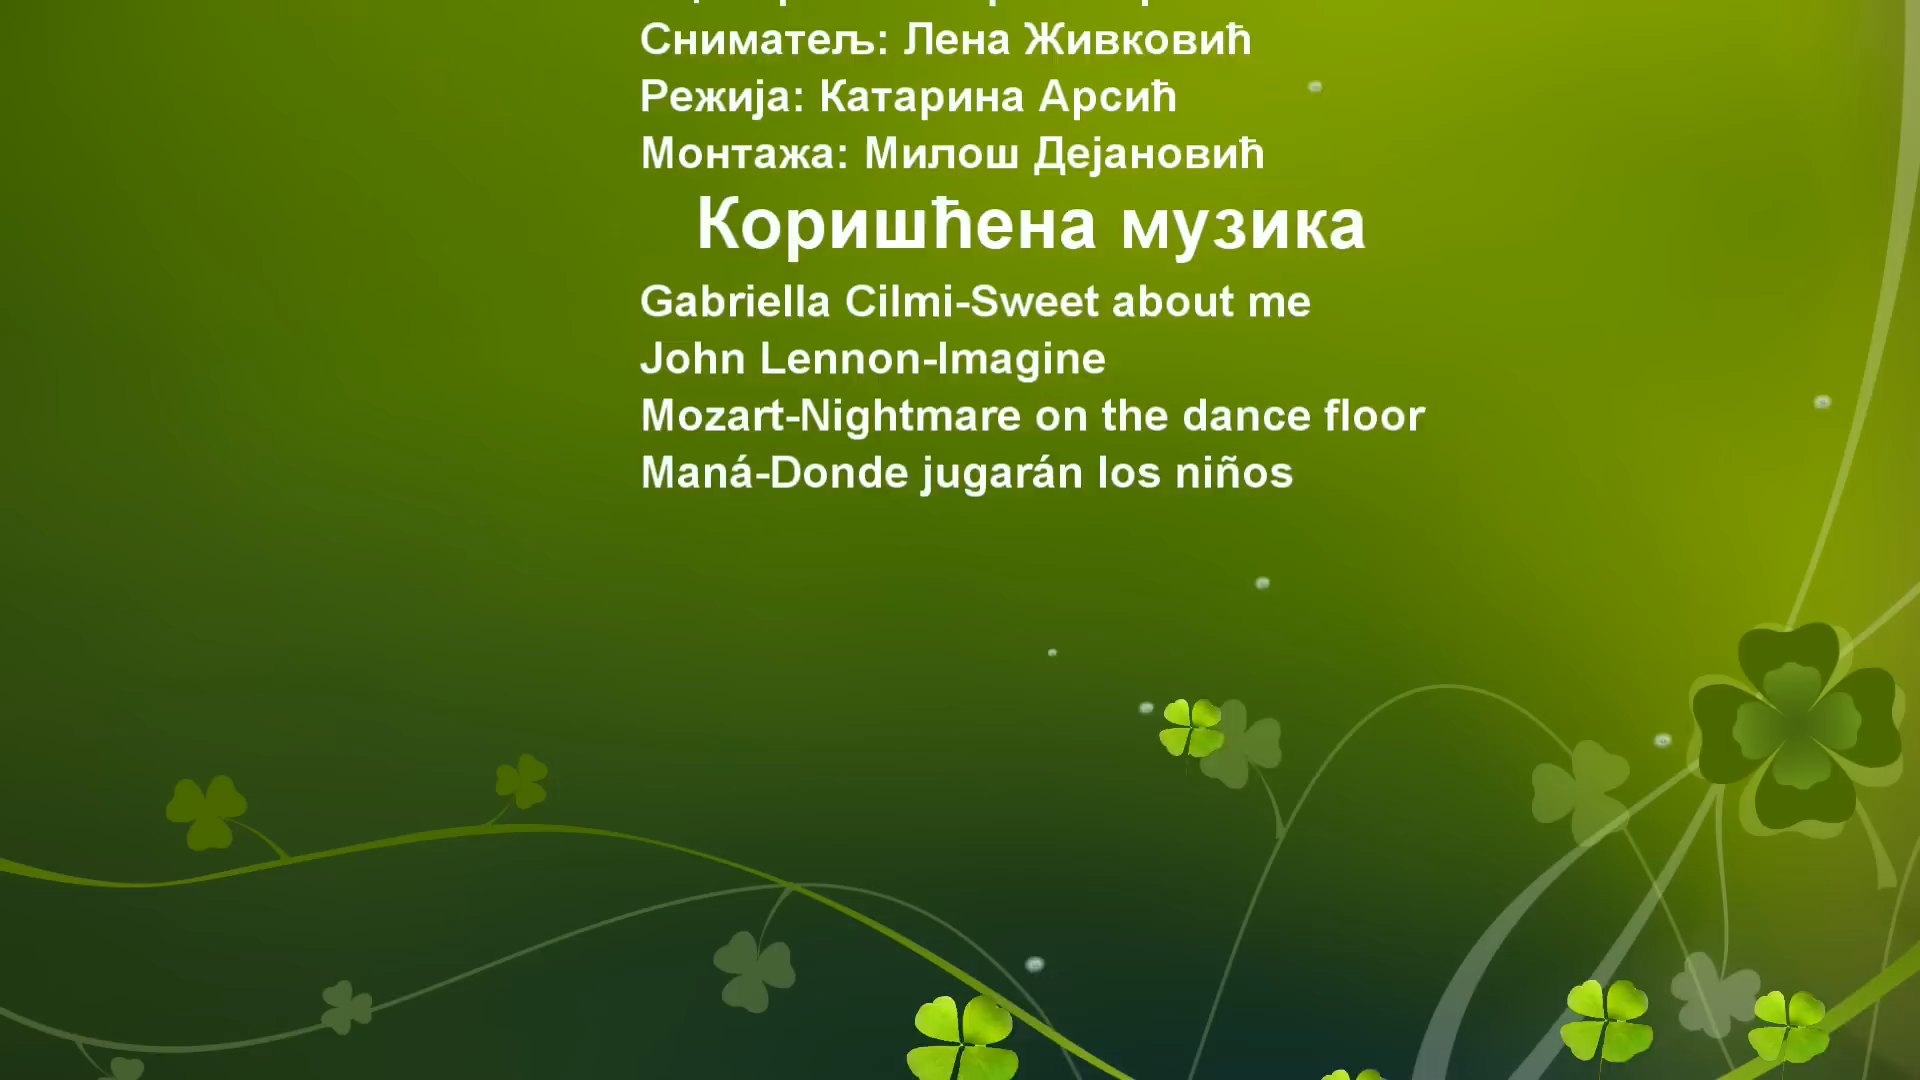 Сниматељ: Лена Живковић
Режија: Катарина Арсић
Монтажа: Милош Дејановић
Коришћена музика
Gabriella Cilmi-Sweet about me
John Lennon-Imagine
Mozart-Nightmare on the dance floor
Maná-Donde jugarán los niños